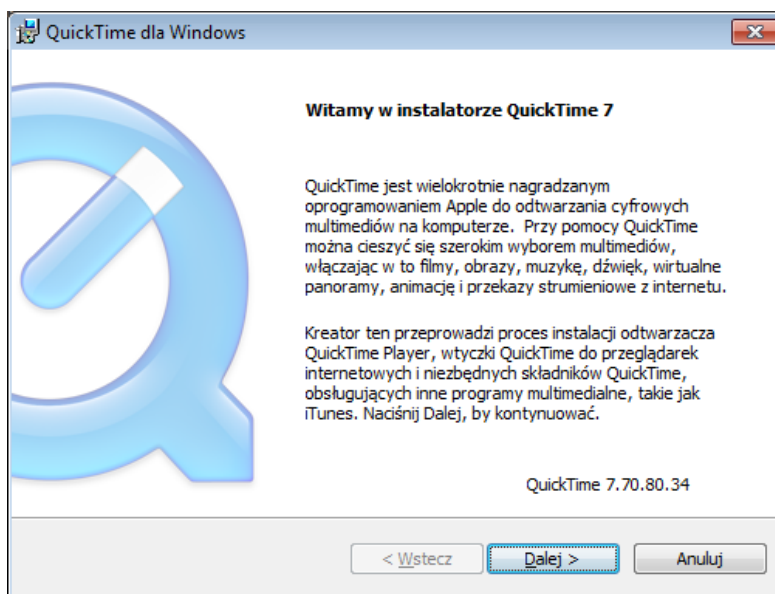 QuickTime dla Windows
Witamy w instalatorze QuickTime 7
QuickTime jest wielokrotnie nagradzanym
oprogramowaniem Apple do odtwarzania cyfrowych
multimediów na komputerze.  Przy pomocy QuickTime
można cieszyć się szerokim wyborem multimediów,
włączając w to filmy, obrazy, muzykę, dźwięk, wirtualne
panoramy, animację i przekazy strumieniowe z internetu.
Kreator ten przeprowadzi proces instalacji odtwarzacza
QuickTime Player, wtyczki QuickTime do przeglądarek
internetowych i niezbędnych składników QuickTime,
obsługujących inne programy multimedialne, takie jak
iTunes. Naciśnij Dalej, by kontynuować.
QuickTime 7.70.80.34
< Wstecz
Dalej >
Anuluj